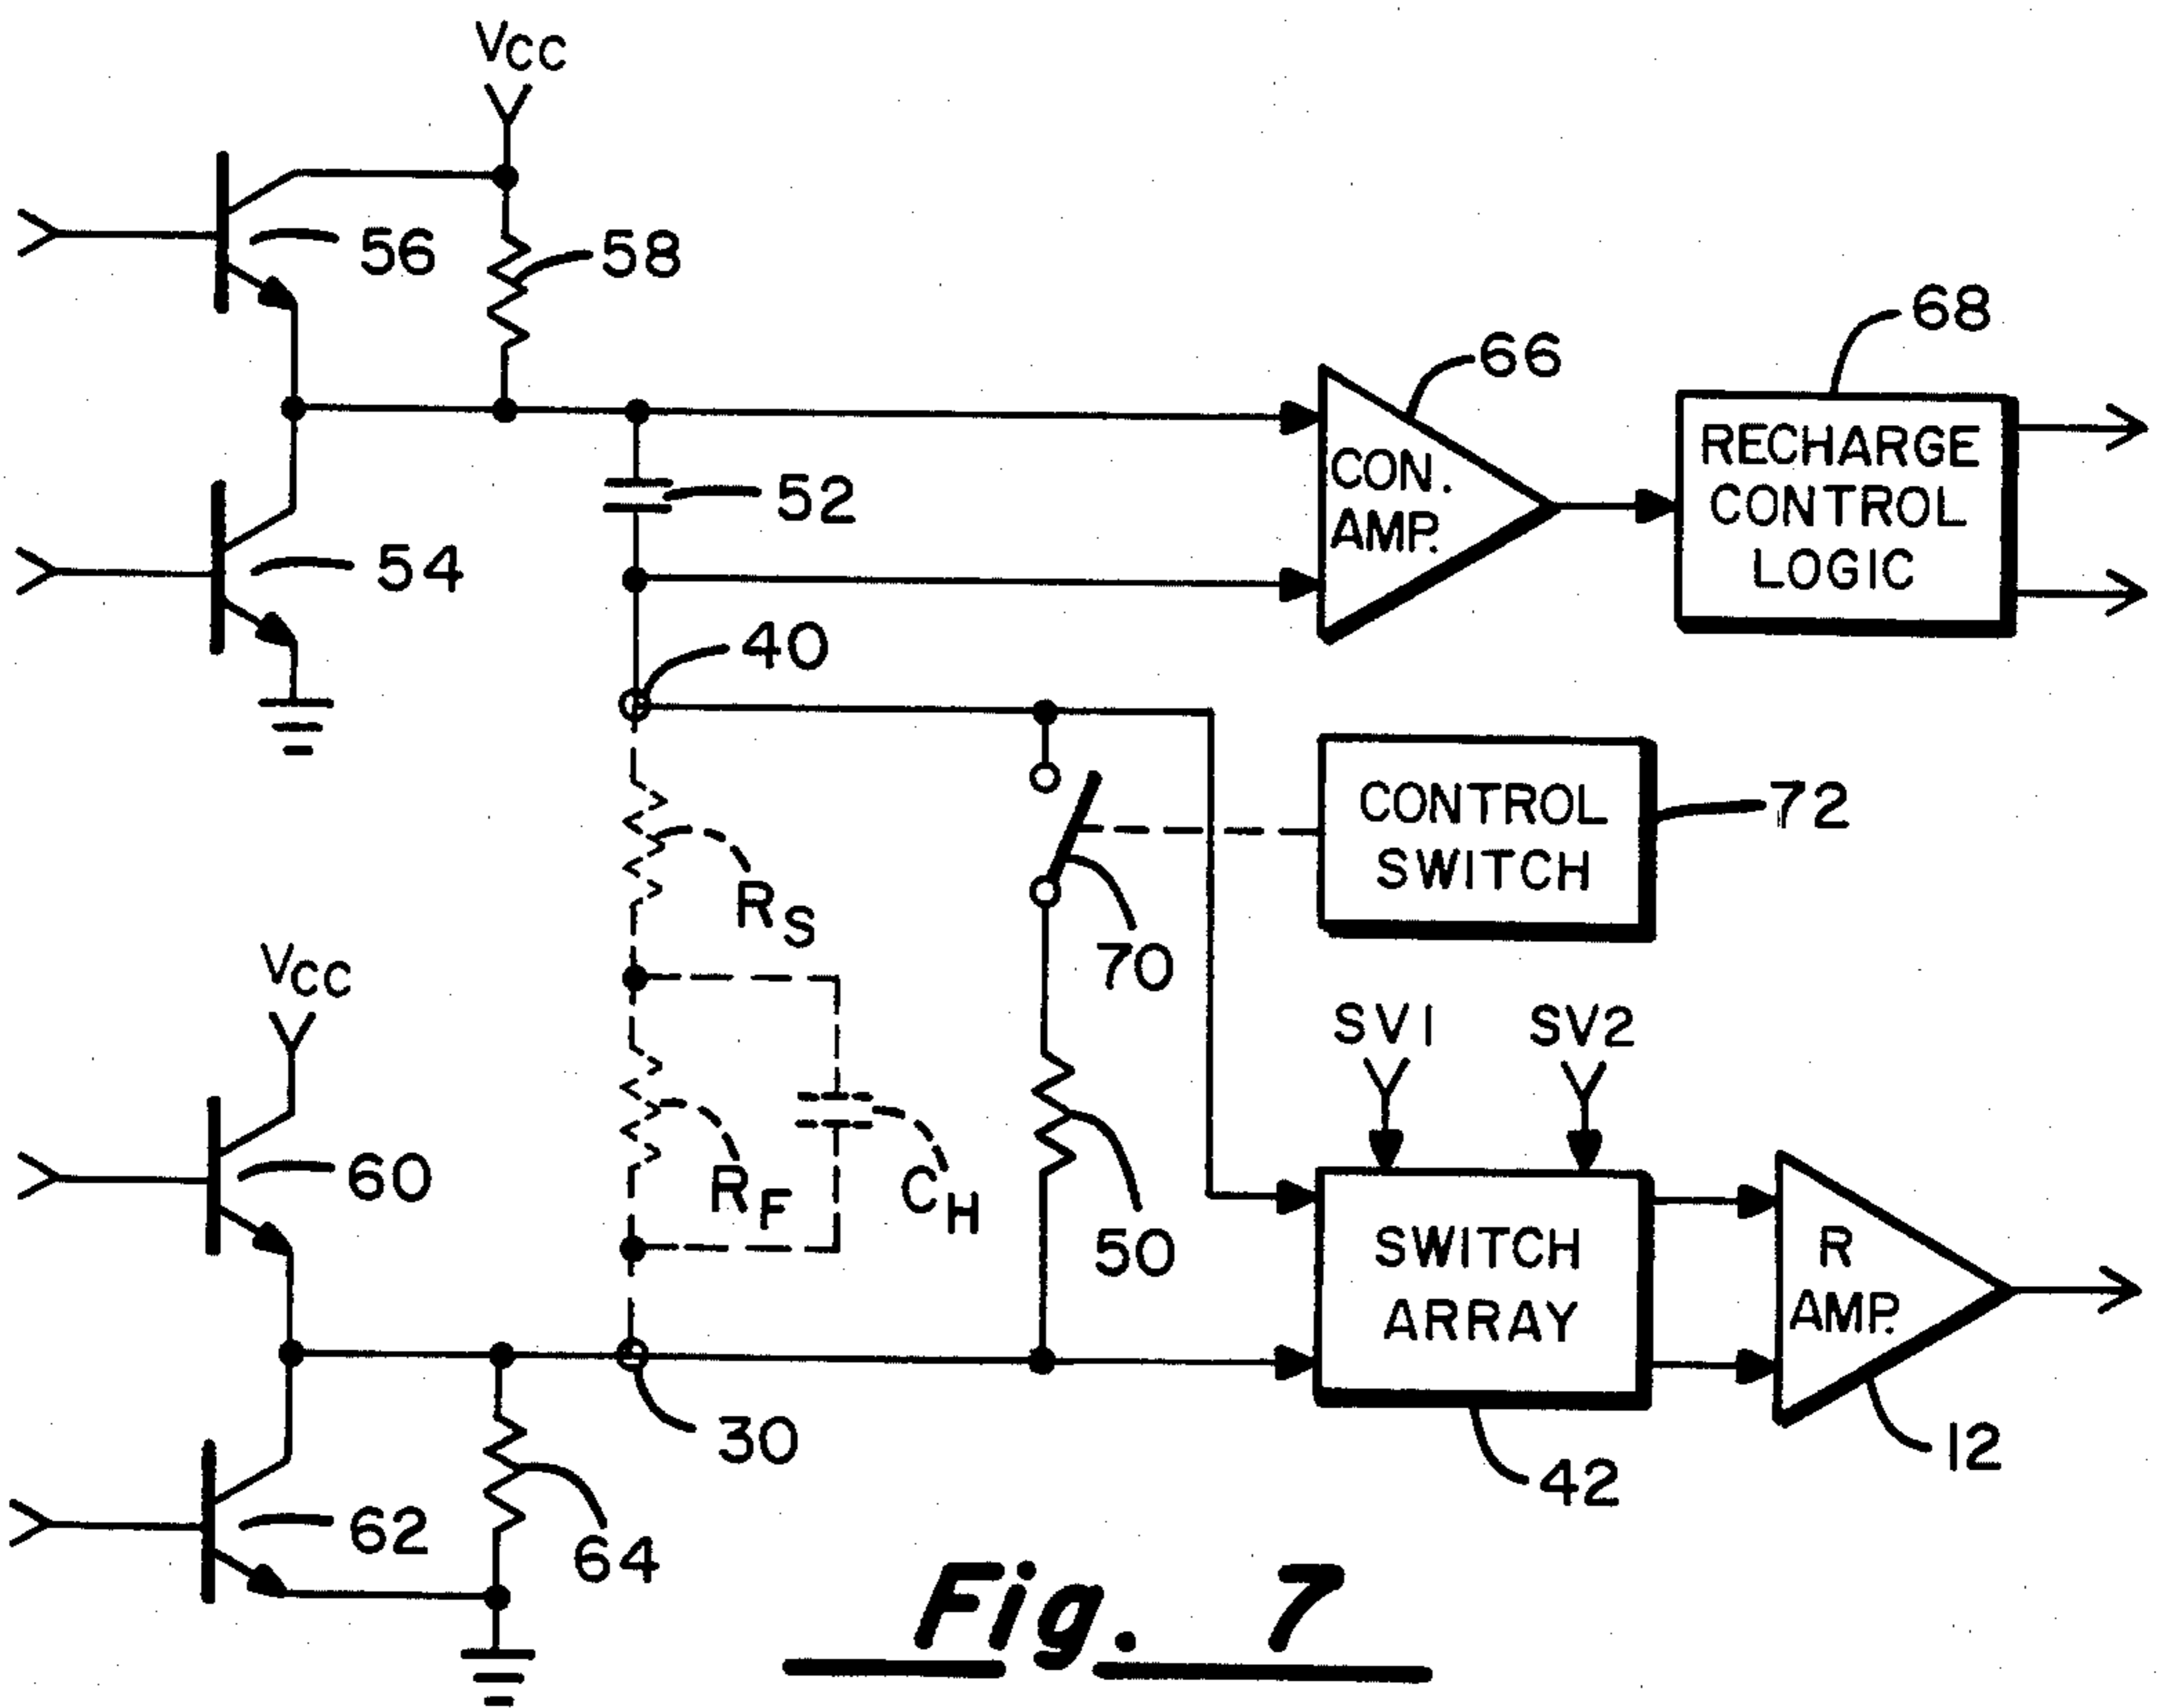 VCC
56
58
68
66
RECHARGE
CONTROL
LOGIC
CON.
AMP.
52
54
40
CONTROL
SWITCH
72
RS
70
VCC
SV1
SV2
60
RF
CH
50
SWITCH
ARRAY
R
AMP.
30
12
42
62
64
Fig. 7